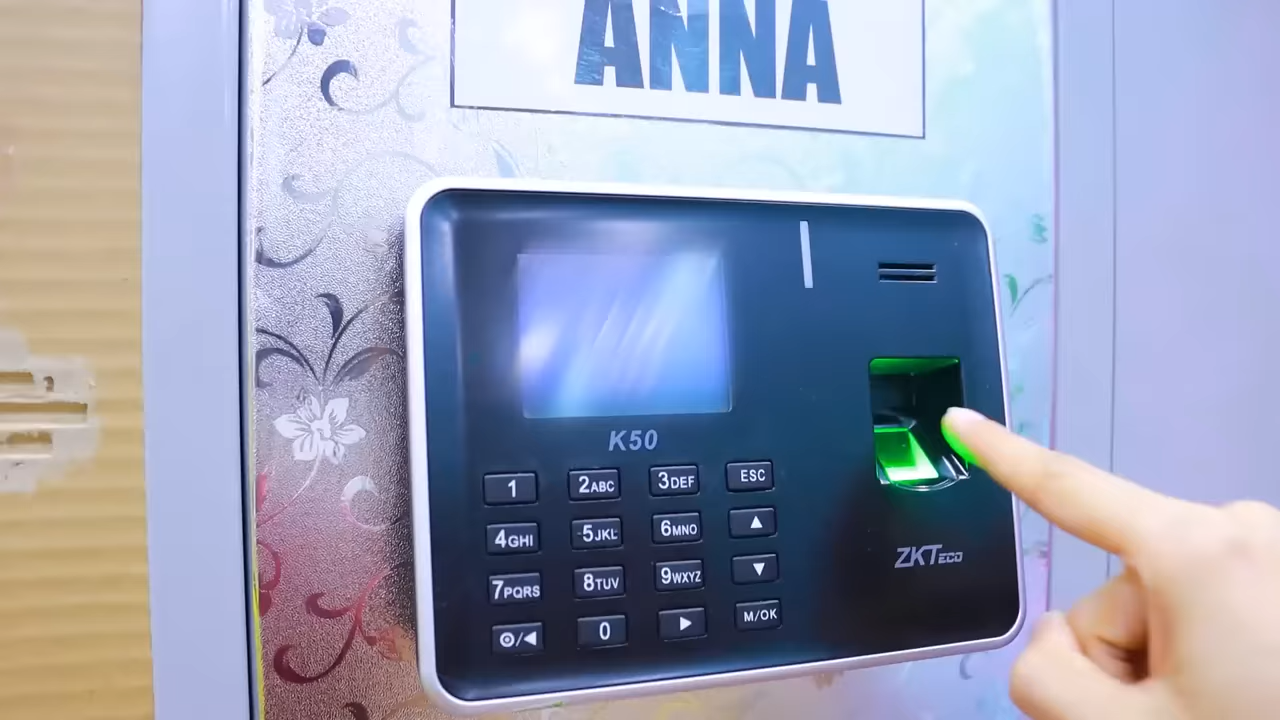 ANNA
K50
1 2ABC 3DEF ESC
4GHI 5JKL 6MNO ▲
7PQRS 8TUV 9WXYZ ▼
⊙/◀ 0 ▶ M/OK
ZKTECO